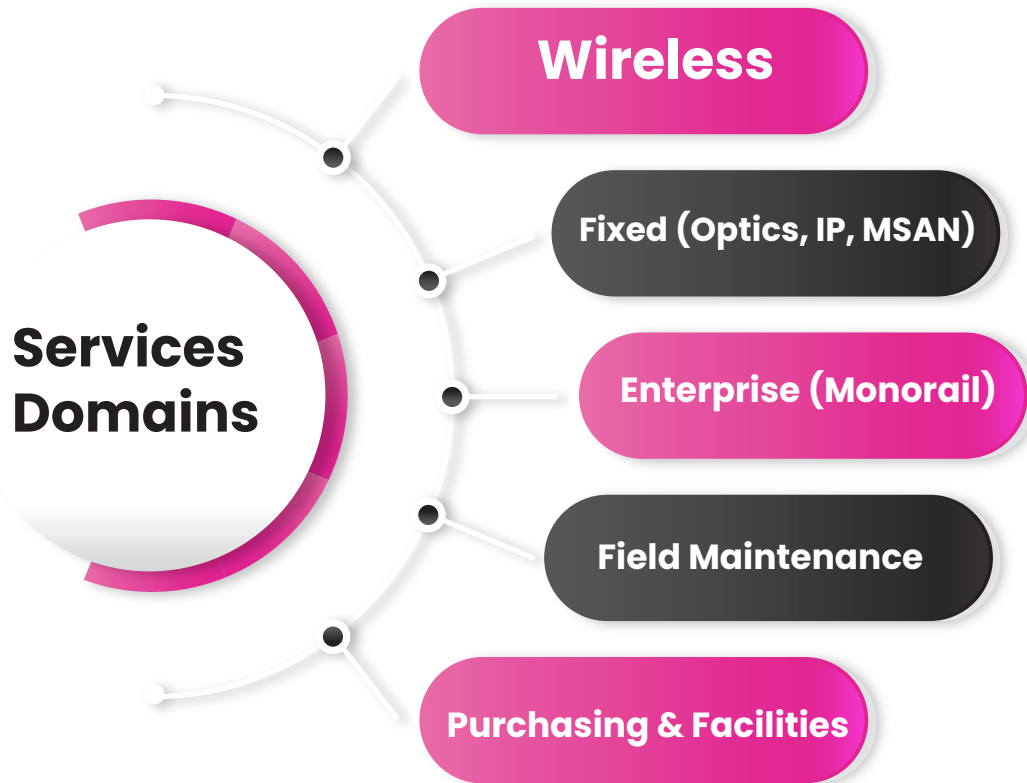 Wireless
Fixed (Optics, IP, MSAN)
Services
Domains
Enterprise (Monorail)
Field Maintenance
Purchasing & Facilities